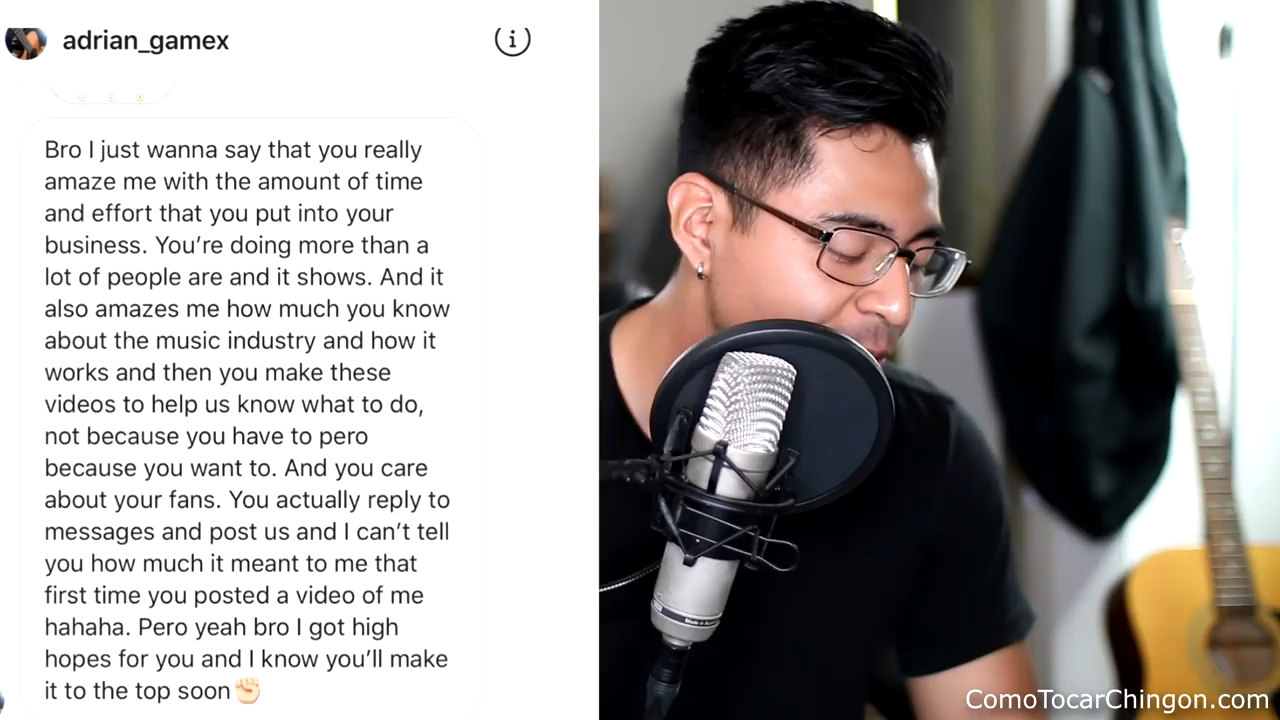 adrian_gamex
Bro I just wanna say that you really
amaze me with the amount of time
and effort that you put into your
business. You’re doing more than a
lot of people are and it shows. And it
also amazes me how much you know
about the music industry and how it
works and then you make these
videos to help us know what to do,
not because you have to pero
because you want to. And you care
about your fans. You actually reply to
messages and post us and I can’t tell
you how much it meant to me that
first time you posted a video of me
hahaha. Pero yeah bro I got high
hopes for you and I know you’ll make
it to the top soon✊🏻
ComoTocarChingon.com